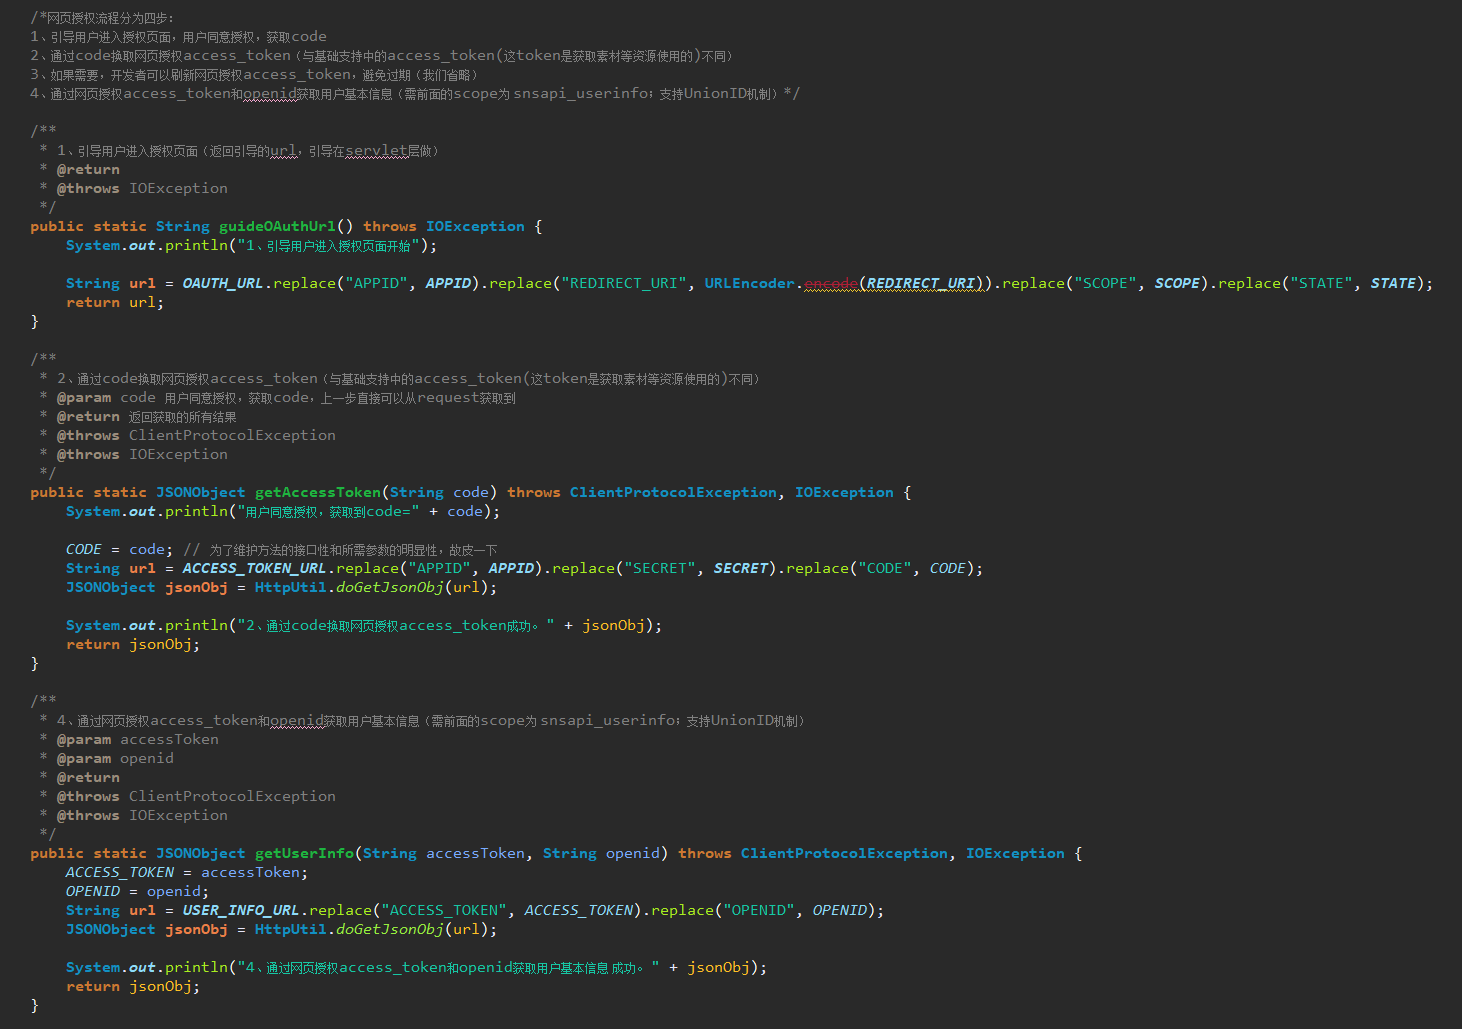 /*网页授权流程分为四步:
1、引导用户进入授权页面，用户同意授权，获取code
2、通过code换取网页授权access_token（与基础支持中的access_token(这token是获取素材等资源使用的)不同）
3、如果需要，开发者可以刷新网页授权access_token，避免过期（我们省略）
4、通过网页授权access_token和openid获取用户基本信息（需前面的scope为 snsapi_userinfo；支持UnionID机制）*/
/**
* 1、引导用户进入授权页面（返回引导的url，引导在servlet层做）
* @return
* @throws IOException
*/
public static String guideOAuthUrl() throws IOException {
System.out.println("1、引导用户进入授权页面开始");
String url = OAUTH_URL.replace("APPID", APPID).replace("REDIRECT_URI", URLEncoder.encode(REDIRECT_URI)).replace("SCOPE", SCOPE).replace("STATE", STATE);
return url;
}
/**
* 2、通过code换取网页授权access_token（与基础支持中的access_token(这token是获取素材等资源使用的)不同）
* @param code 用户同意授权，获取code，上一步直接可以从request获取到
* @return 返回获取的所有结果
* @throws ClientProtocolException
* @throws IOException
*/
public static JSONObject getAccessToken(String code) throws ClientProtocolException, IOException {
System.out.println("用户同意授权，获取到code=" + code);
CODE = code; // 为了维护方法的接口性和所需参数的明显性，故皮一下
String url = ACCESS_TOKEN_URL.replace("APPID", APPID).replace("SECRET", SECRET).replace("CODE", CODE);
JSONObject jsonObj = HttpUtil.doGetJsonObj(url);
System.out.println("2、通过code换取网页授权access_token成功。" + jsonObj);
return jsonObj;
}
/**
* 4、通过网页授权access_token和openid获取用户基本信息（需前面的scope为 snsapi_userinfo；支持UnionID机制）
* @param accessToken
* @param openid
* @return
* @throws ClientProtocolException
* @throws IOException
*/
public static JSONObject getUserInfo(String accessToken, String openid) throws ClientProtocolException, IOException {
ACCESS_TOKEN = accessToken;
OPENID = openid;
String url = USER_INFO_URL.replace("ACCESS_TOKEN", ACCESS_TOKEN).replace("OPENID", OPENID);
JSONObject jsonObj = HttpUtil.doGetJsonObj(url);
System.out.println("4、通过网页授权access_token和openid获取用户基本信息 成功。" + jsonObj);
return jsonObj;
}